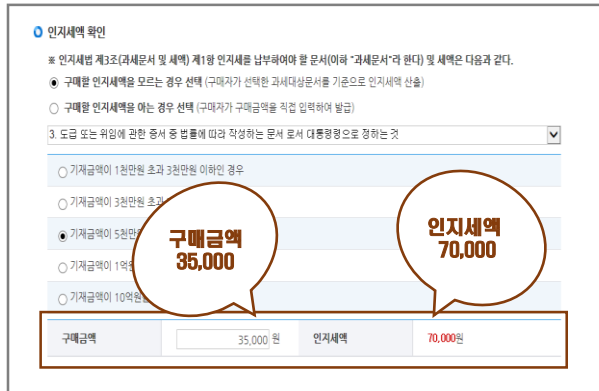 인지세액 확인
※ 인지세법 제3조(과세문서 및 세액) 제1항 인지세를 납부하여야 할 문서(이하 "과세문서"라 한다) 및 세액은 다음과 같다.
구매할 인지세액을 모르는 경우 선택 (구매자가 선택한 과세대상문서를 기준으로 인지세액 산출)
구매할 인지세액을 아는 경우 선택 (구매자가 구매금액을 직접 입력하여 발급)
3. 도급 또는 위임에 관한 증서 중 법률에 따라 작성하는 문서 로서 대통령령으로 정하는 것
기재금액이 1천만원 초과 3천만원 이하인 경우
기재금액이 3천만원 초과
기재금액이 5천만원
기재금액이 1억원
기재금액이 10억원
구매금액
35,000
인지세액
70,000
구매금액 35,000 원 인지세액 70,000원